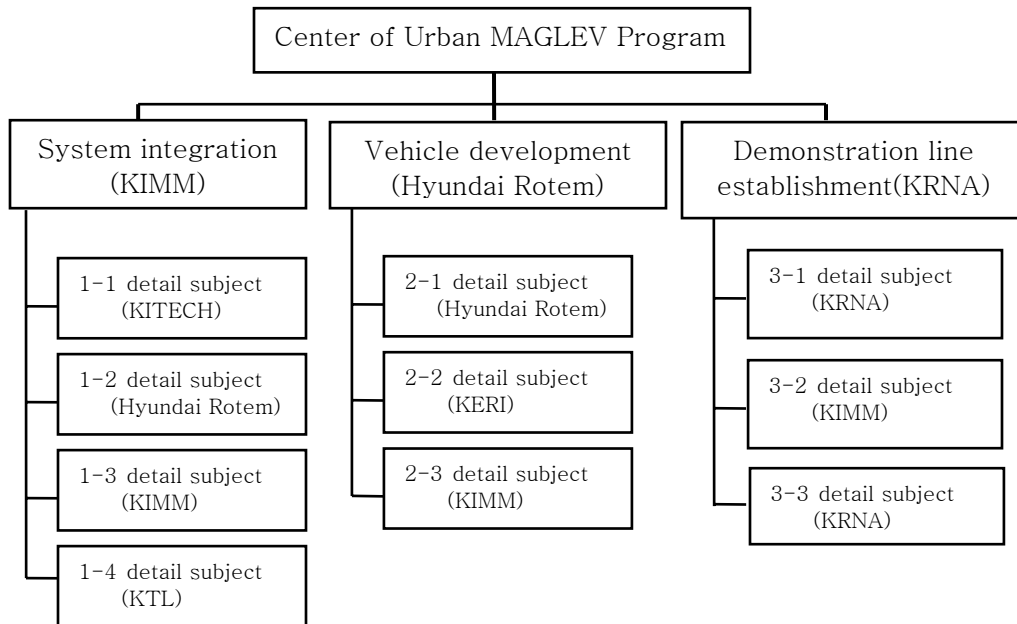 Center of Urban MAGLEV Program
System integration
(KIMM)
1-1 detail subject
(KITECH)
1-2 detail subject
(Hyundai Rotem)
1-3 detail subject
(KIMM)
1-4 detail subject
(KTL)
Vehicle development
(Hyundai Rotem)
2-1 detail subject
(Hyundai Rotem)
2-2 detail subject
(KERI)
2-3 detail subject
(KIMM)
Demonstration line
establishment(KRNA)
3-1 detail subject
(KRNA)
3-2 detail subject
(KIMM)
3-3 detail subject
(KRNA)